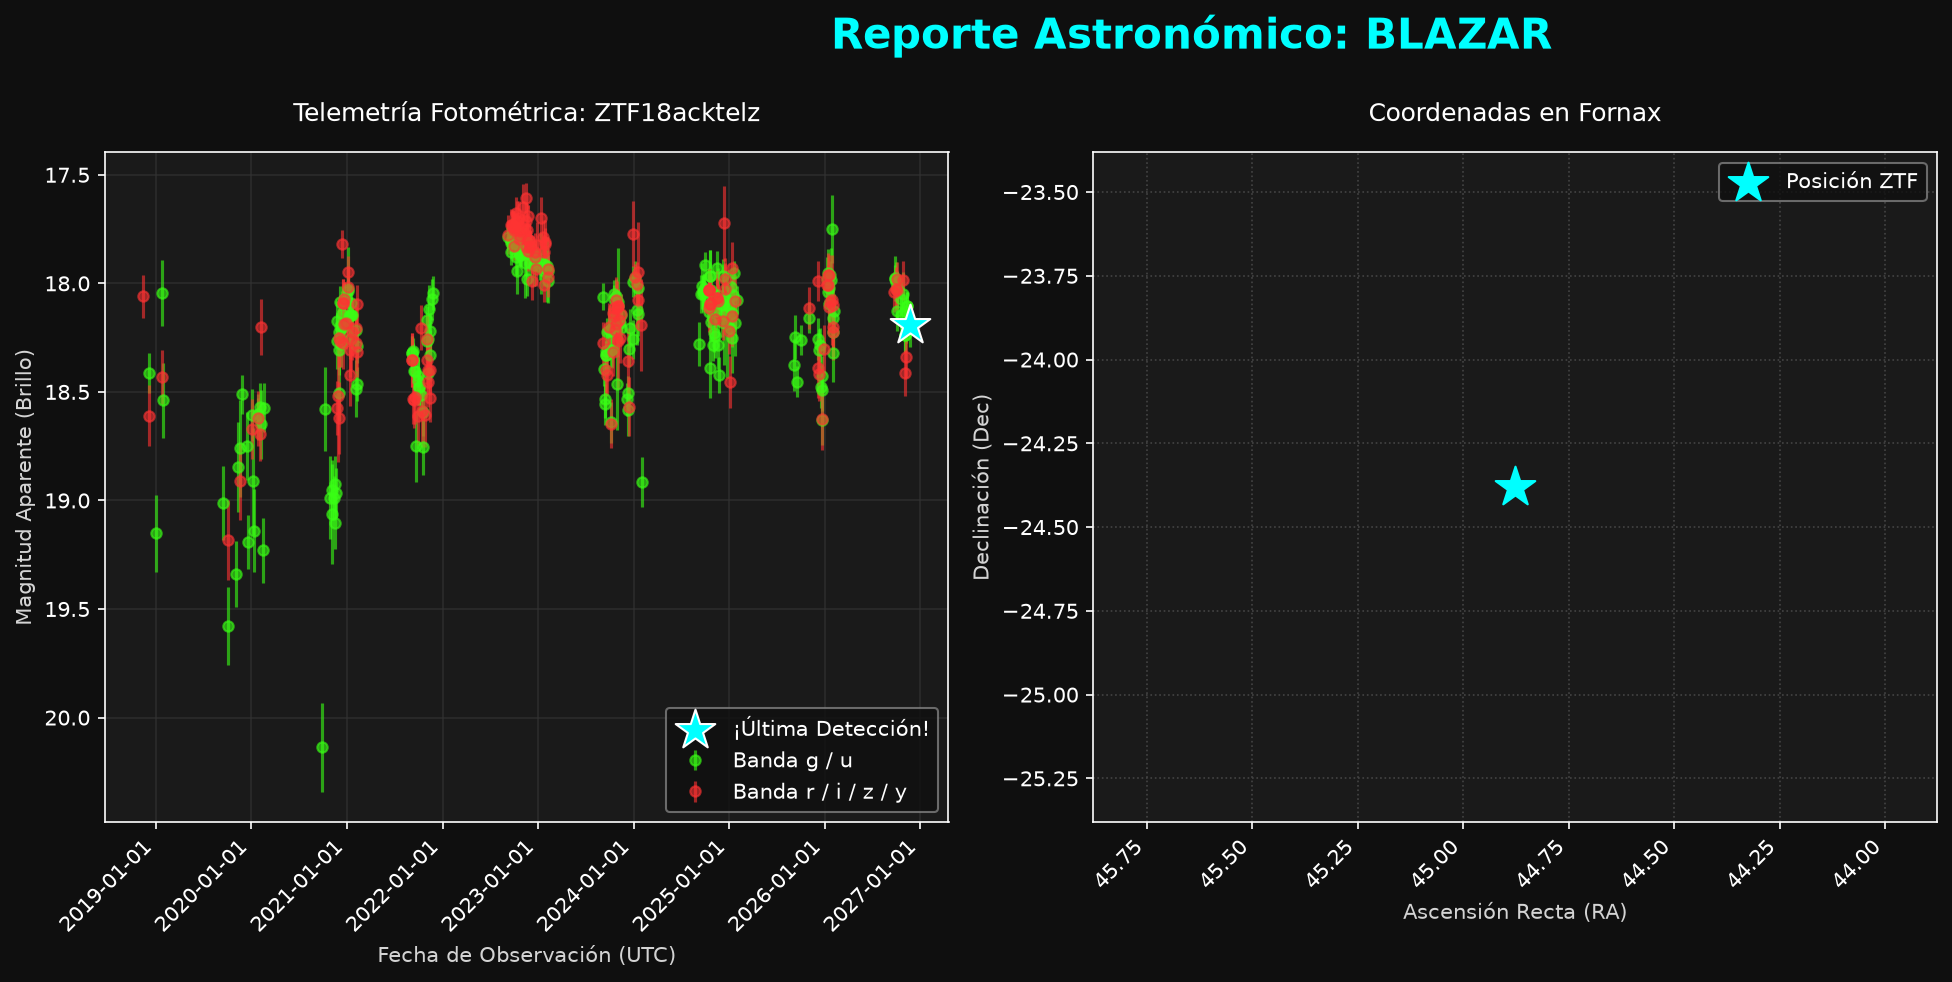 Reporte Astronómico: BLAZAR
Telemetría Fotométrica: ZTF18acktelz
Magnitud Aparente (Brillo)
17.5
18.0
18.5
19.0
19.5
20.0
¡Última Detección!
Banda g / u
Banda r / i / z / y
2019-01-01
2020-01-01
2021-01-01
2022-01-01
2023-01-01
2024-01-01
2025-01-01
2026-01-01
2027-01-01
Fecha de Observación (UTC)
Coordenadas en Fornax
Declinación (Dec)
−23.50
−23.75
−24.00
−24.25
−24.50
−24.75
−25.00
−25.25
Posición ZTF
45.75
45.50
45.25
45.00
44.75
44.50
44.25
44.00
Ascensión Recta (RA)